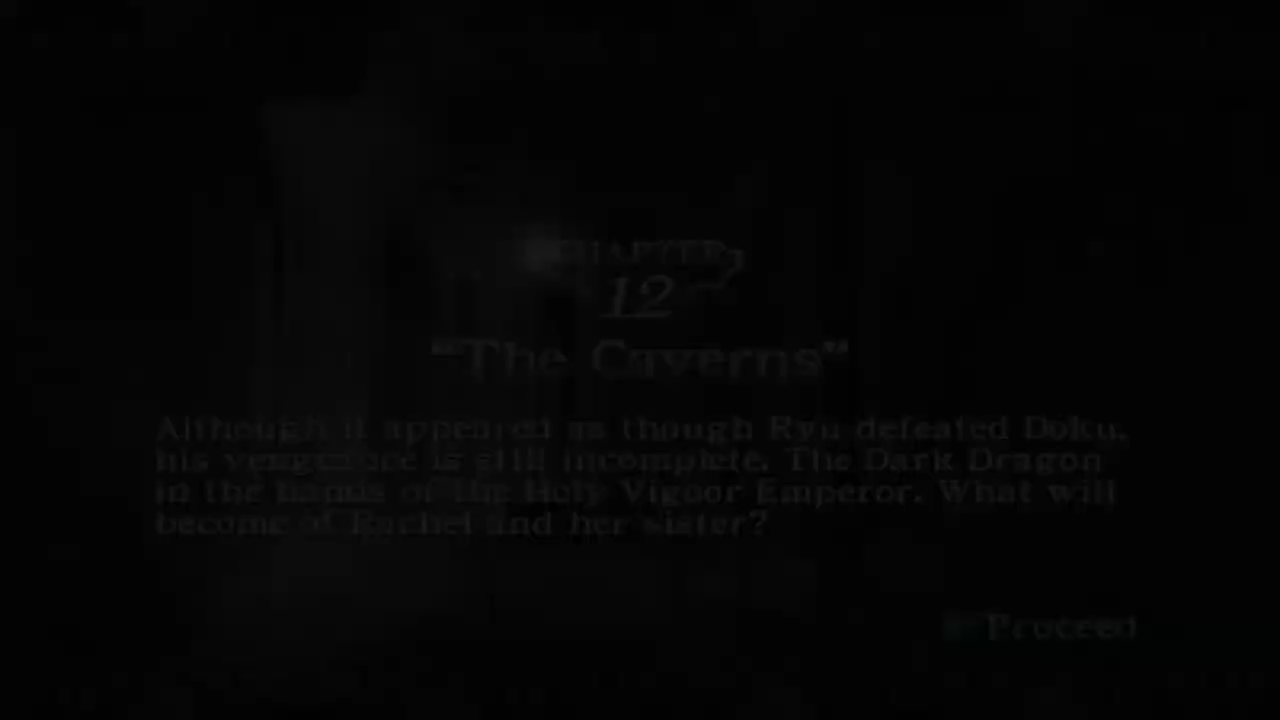 CHAPTER
12
"The Caverns"
Although it appeared as though Ryu defeated Doku,
his vengeance is still incomplete. The Dark Dragon
in the hands of the Holy Vigoor Emperor. What will
become of Rachel and her sister?
Proceed